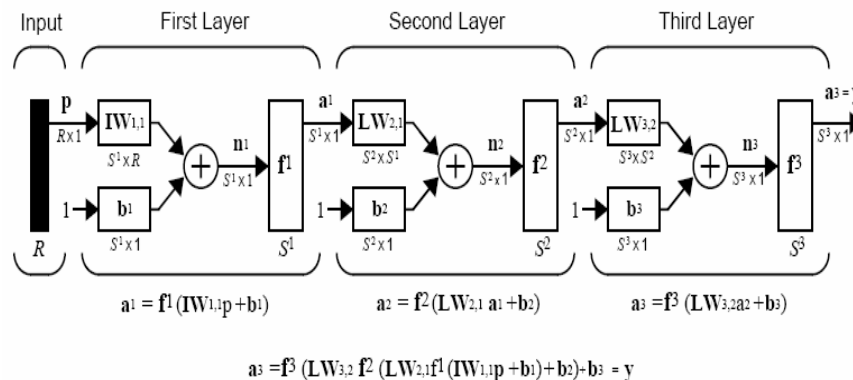 Input First Layer Second Layer Third Layer
p a1 a2 a3 = y
IW1,1 LW2,1 LW3,2
R×1 n1 S1×1 n2 S2×1 n3 S3×1
S1×R f1 S2×S1 f2 S3×S2 f3
+ + +
S1×1 S2×1 S3×1
1 b1 1 b2 1 b3
S1×1 S2×1 S3×1
R S1 S2 S3
a1 = f1(IW1,1p+b1) a2 = f2(LW2,1 a1+b2) a3 =f3 (LW3,2a2+b3)
a3 =f3 (LW3,2 f2 (LW2,1f1(IW1,1p +b1)+b2)+b3 = y